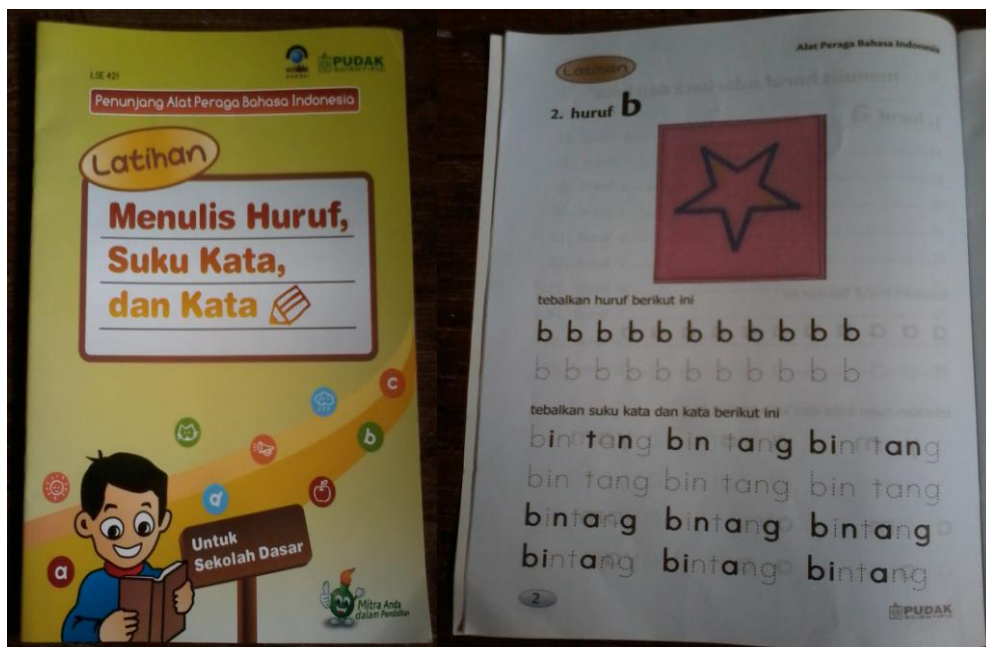 LSE 421
PUDAK
SCIENTIFIC
Penunjang Alat Peraga Bahasa Indonesia
Latihan
Menulis Huruf,
Suku Kata,
dan Kata
c
b
d
a
Untuk
Sekolah Dasar
Mitra Anda
dalam Pendidikan
Alat Peraga Bahasa Indonesia
Latihan
2. huruf b
tebalkan huruf berikut ini
b b b b b b b b b b b
b b b b b b b b b b b
tebalkan suku kata dan kata berikut ini
bin tang bin tang bin tang
bin tang bin tang bin tang
bintang bintang bintang
bintang bintang bintang
2
PUDAK
SCIENTIFIC